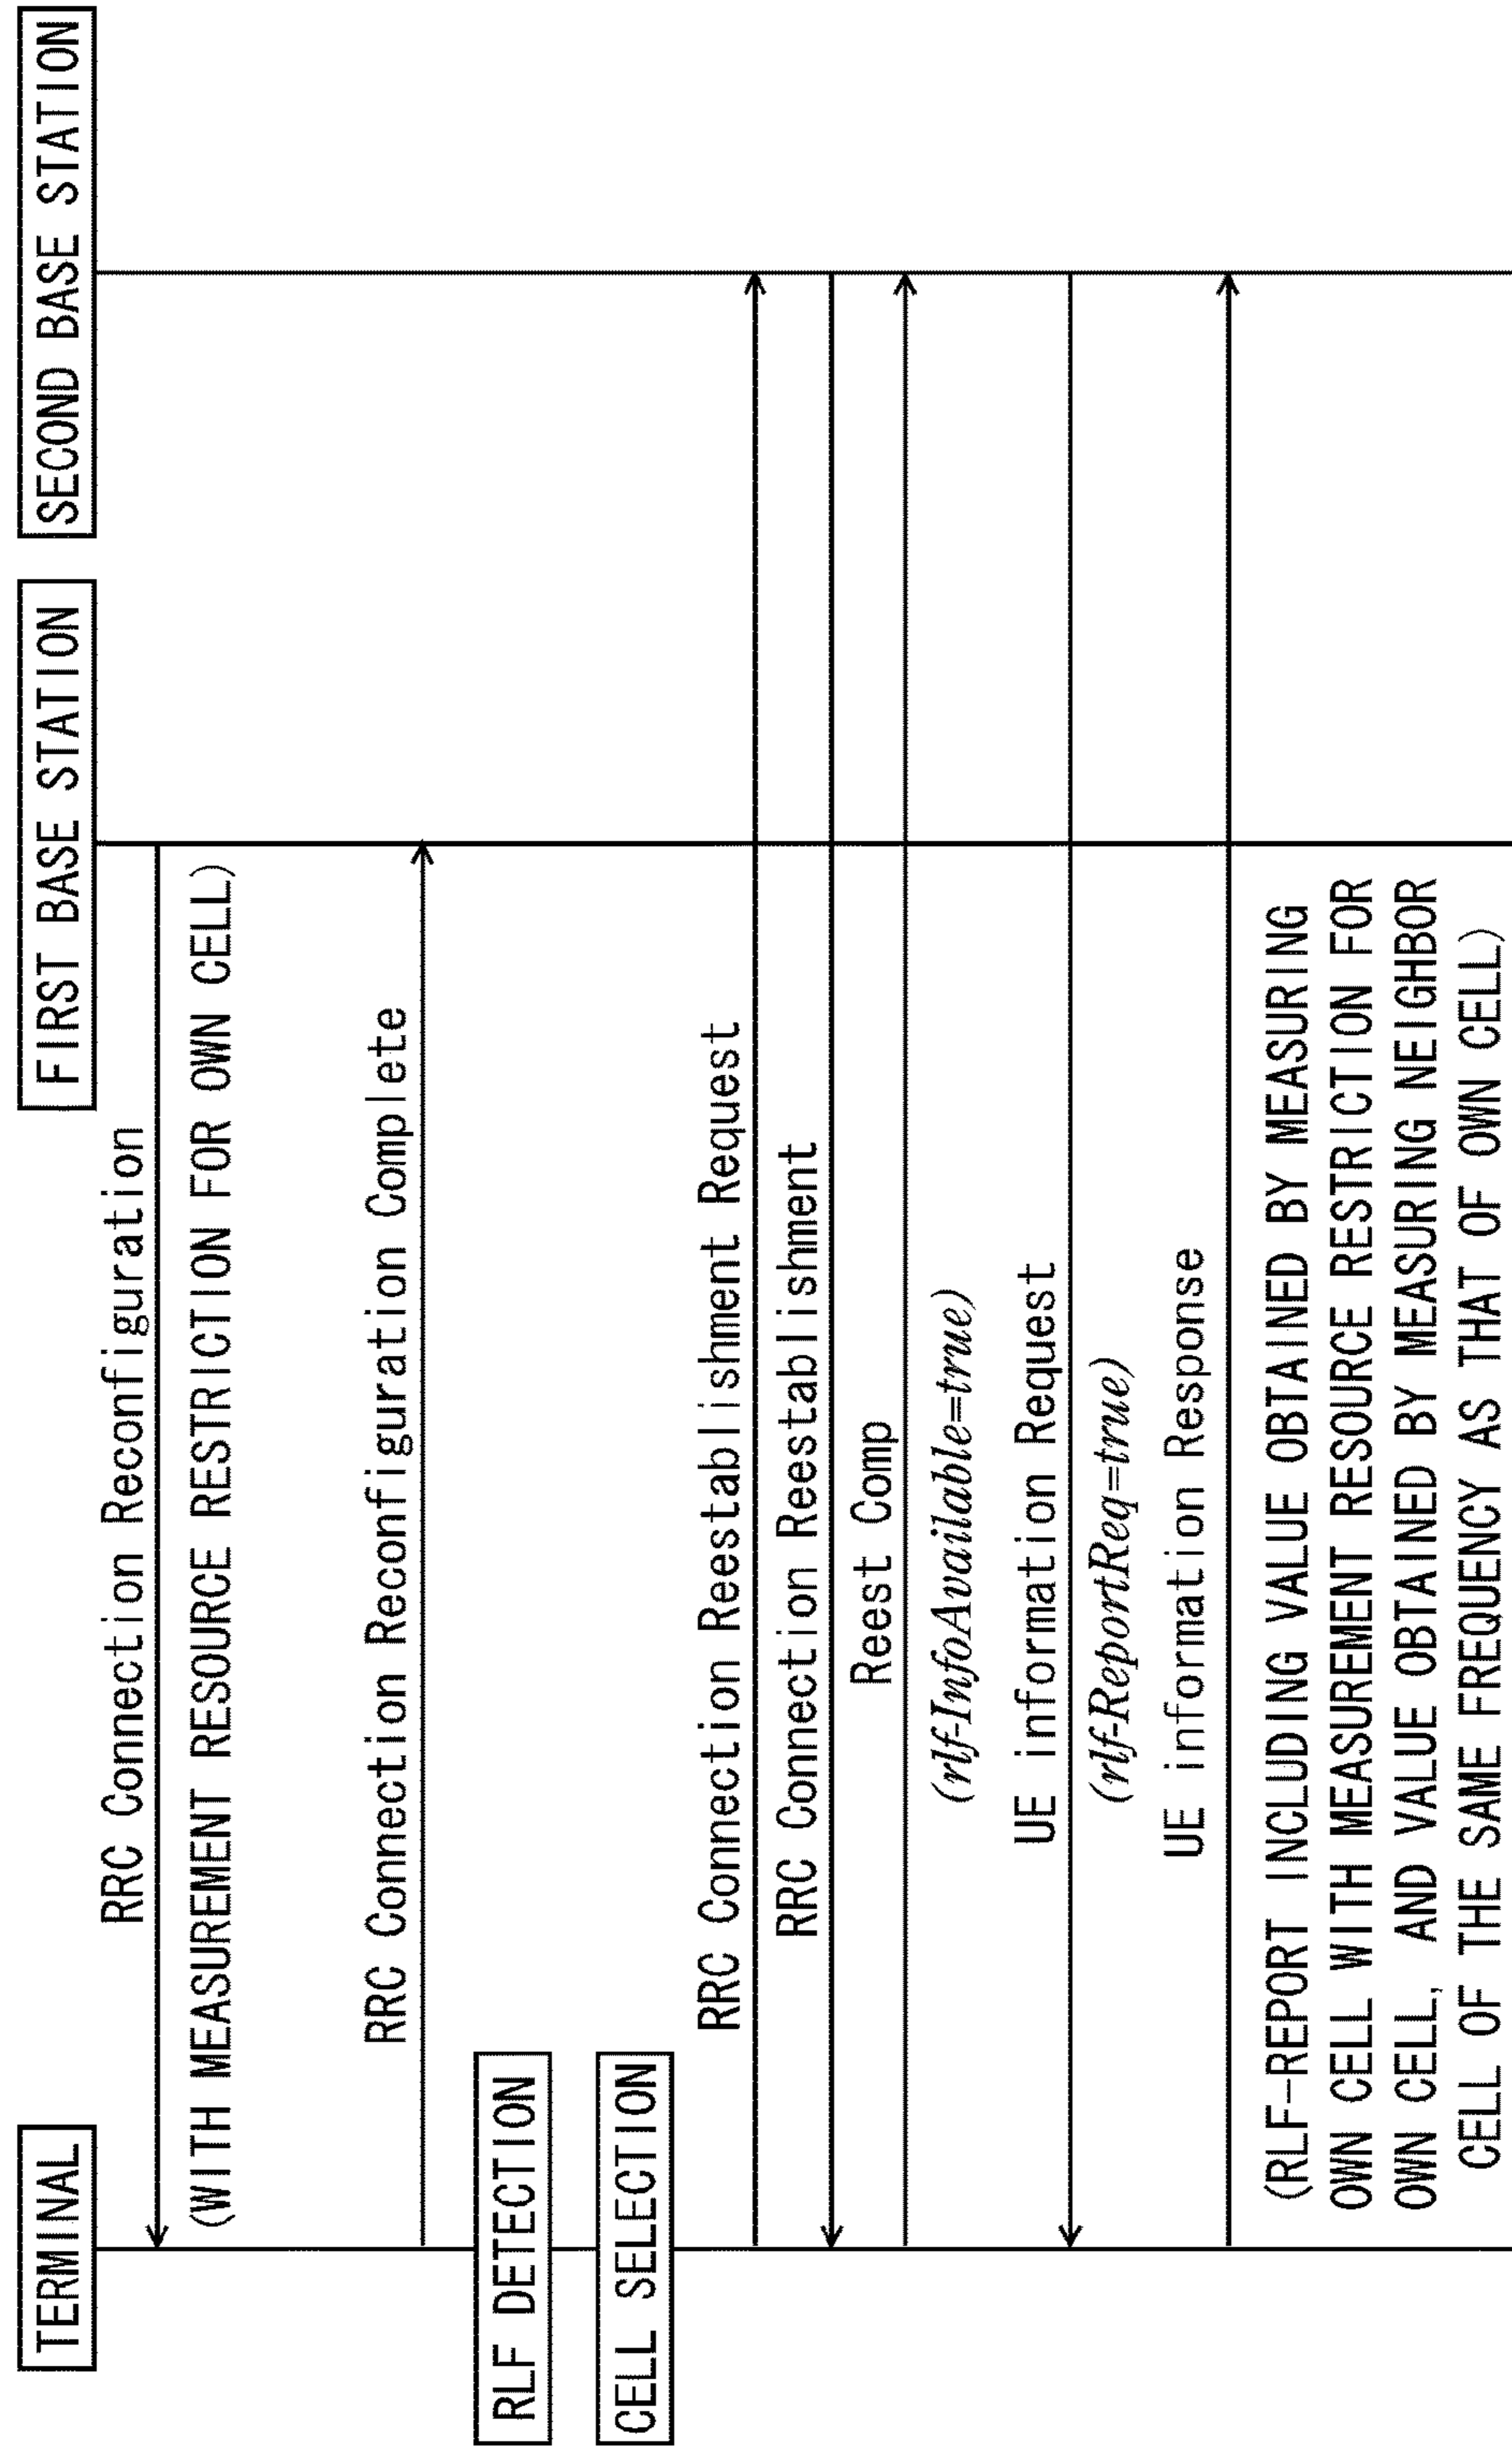 TERMINAL
FIRST BASE STATION
SECOND BASE STATION
RRC Connection Reconfiguration
(WITH MEASUREMENT RESOURCE RESTRICTION FOR OWN CELL)
RRC Connection Reconfiguration Complete
RLF DETECTION
CELL SELECTION
RRC Connection Reestablishment Request
RRC Connection Reestablishment
Reest Comp
(rlf-InfoAvailable=true)
UE information Request
(rlf-ReportReq=true)
UE information Response
(RLF-REPORT INCLUDING VALUE OBTAINED BY MEASURING
OWN CELL WITH MEASUREMENT RESOURCE RESTRICTION FOR
OWN CELL, AND VALUE OBTAINED BY MEASURING NEIGHBOR
CELL OF THE SAME FREQUENCY AS THAT OF OWN CELL)